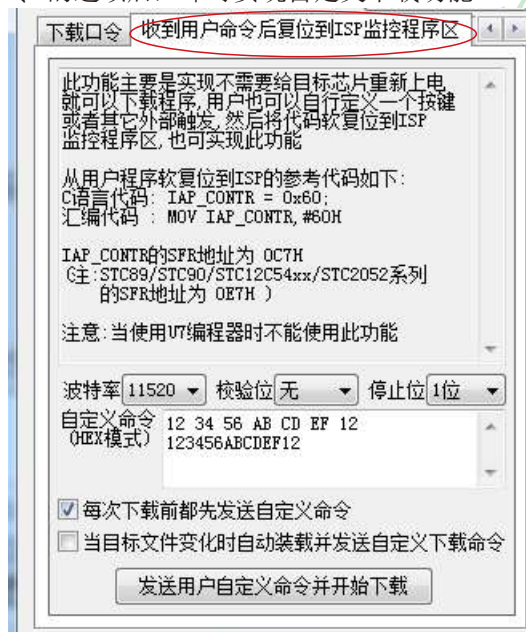 下载口令 收到用户命令后复位到ISP监控程序区
此功能主要是实现不需要给目标芯片重新上电
就可以下载程序,用户也可以自行定义一个按键
或者其它外部触发,然后将代码软复位到ISP
监控程序区,也可实现此功能
从用户程序软复位到ISP的参考代码如下:
C语言代码: IAP_CONTR = 0x60;
汇编代码 : MOV IAP_CONTR,#60H
IAP_CONTR的SFR地址为 0C7H
(注:STC89/STC90/STC12C54xx/STC2052系列
的SFR地址为 0E7H )
注意:当使用U7编程器时不能使用此功能
波特率 11520 校验位 无 停止位 1位
自定义命令 12 34 56 AB CD EF 12
(HEX模式) 123456ABCDEF12
每次下载前都先发送自定义命令
当目标文件变化时自动装载并发送自定义下载命令
发送用户自定义命令并开始下载